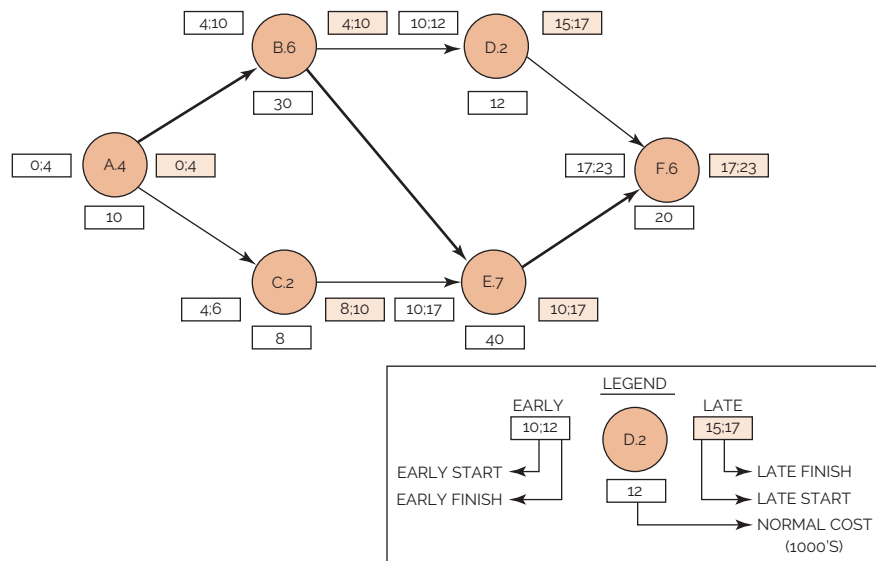 4;10
B.6
4;10
10;12
D.2
15;17
30
12
0;4
A.4
0;4
17;23
F.6
17;23
10
20
C.2
E.7
4;6
8;10
10;17
10;17
8
40
LEGEND
EARLY
LATE
10;12
D.2
15;17
EARLY START
LATE FINISH
12
EARLY FINISH
LATE START
NORMAL COST
(1000'S)